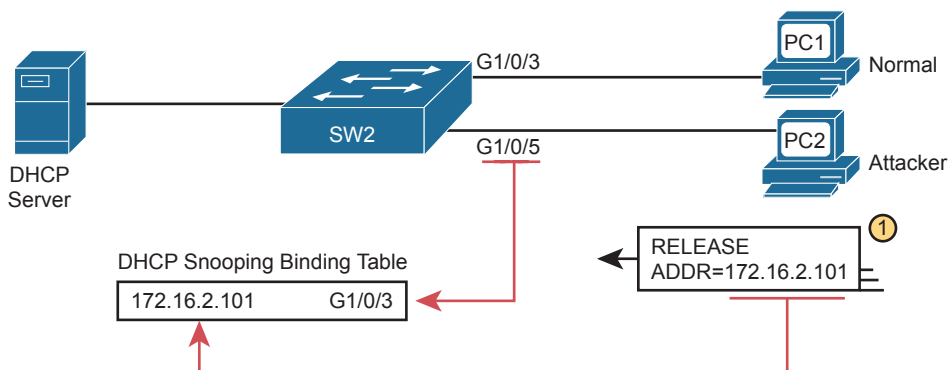 G1/0/3
PC1
Normal
SW2
G1/0/5
PC2
Attacker
DHCP
Server
DHCP Snooping Binding Table
172.16.2.101 G1/0/3
1
RELEASE
ADDR=172.16.2.101